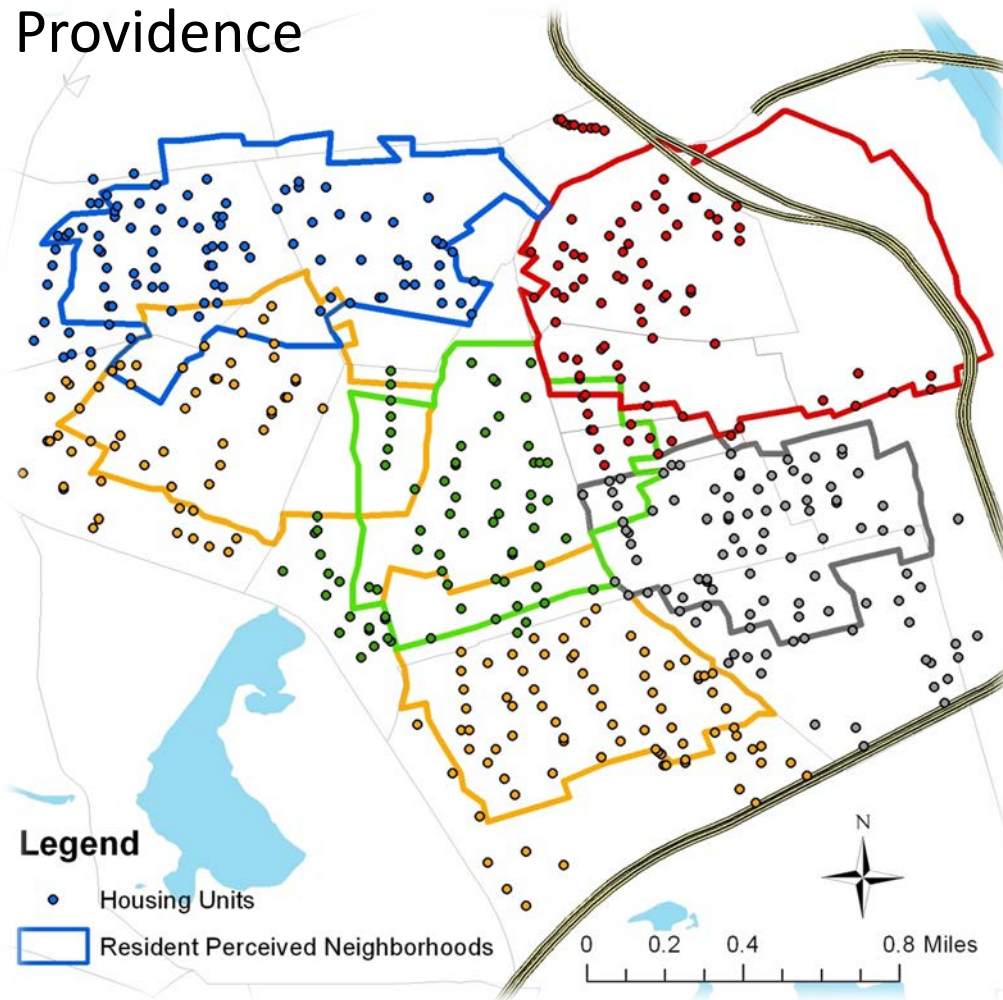 Providence
Legend
Housing Units
Resident Perceived Neighborhoods
N
0 0.2 0.4 0.8 Miles